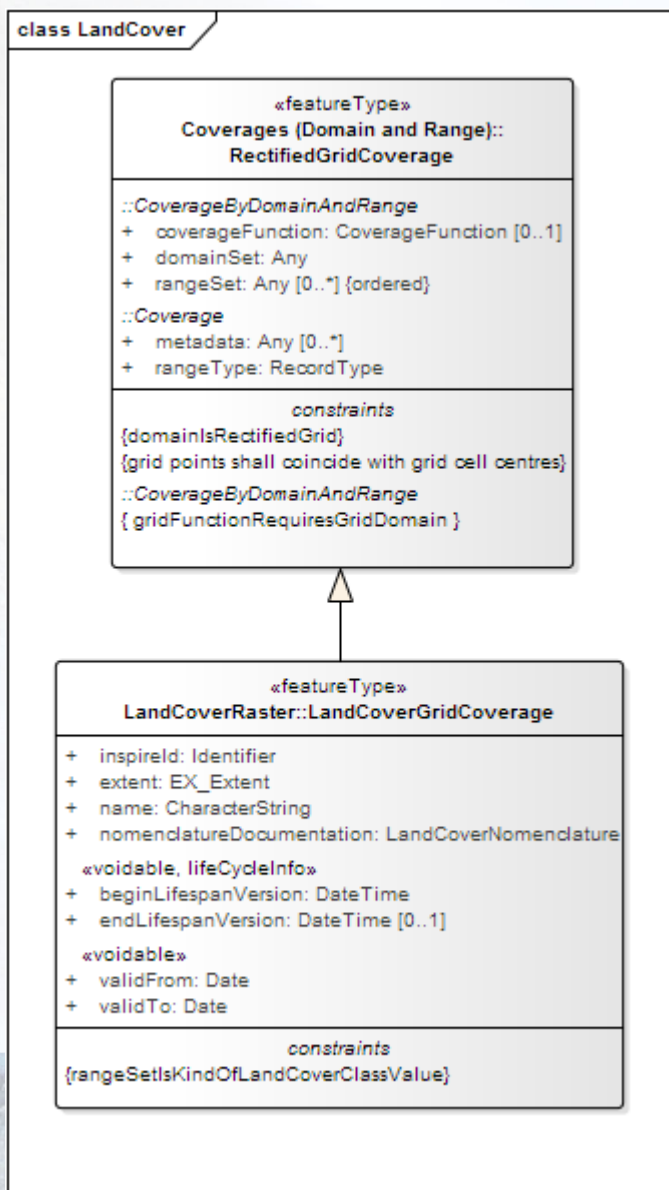 class LandCover
«featureType»
Coverages (Domain and Range)::
RectifiedGridCoverage
::CoverageByDomainAndRange
+ coverageFunction: CoverageFunction [0..1]
+ domainSet: Any
+ rangeSet: Any [0..*] {ordered}
::Coverage
+ metadata: Any [0..*]
+ rangeType: RecordType
constraints
{domainIsRectifiedGrid}
{grid points shall coincide with grid cell centres}
::CoverageByDomainAndRange
{ gridFunctionRequiresGridDomain }
«featureType»
LandCoverRaster::LandCoverGridCoverage
+ inspireId: Identifier
+ extent: EX_Extent
+ name: CharacterString
+ nomenclatureDocumentation: LandCoverNomenclature
«voidable, lifeCycleInfo»
+ beginLifespanVersion: DateTime
+ endLifespanVersion: DateTime [0..1]
«voidable»
+ validFrom: Date
+ validTo: Date
constraints
{rangeSetIsKindOfLandCoverClassValue}